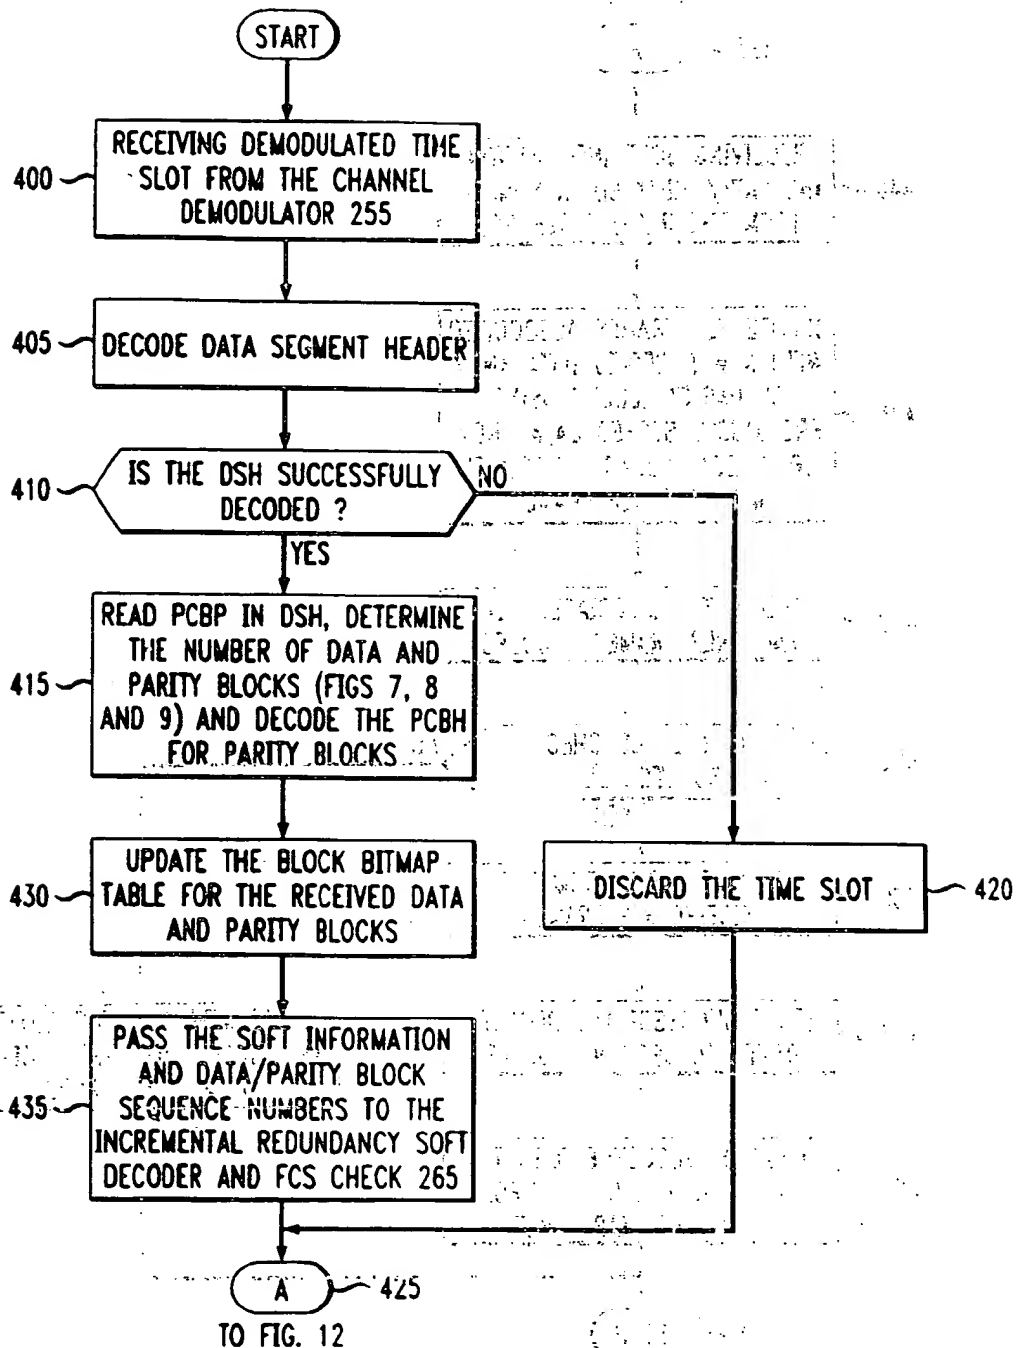 START
RECEIVING DEMODULATED TIME
SLOT FROM THE CHANNEL
DEMODULATOR 255
400
DECODE DATA SEGMENT HEADER
405
IS THE DSH SUCCESSFULLY
DECODED ?
410
NO
YES
READ PCBP IN DSH, DETERMINE
THE NUMBER OF DATA AND
PARITY BLOCKS (FIGS 7, 8
AND 9) AND DECODE THE PCBH
FOR PARITY BLOCKS
415
UPDATE THE BLOCK BITMAP
TABLE FOR THE RECEIVED DATA
AND PARITY BLOCKS
430
DISCARD THE TIME SLOT
420
PASS THE SOFT INFORMATION
AND DATA/PARITY BLOCK
SEQUENCE NUMBERS TO THE
INCREMENTAL REDUNDANCY SOFT
DECODER AND FCS CHECK 265
435
A
425
TO FIG. 12